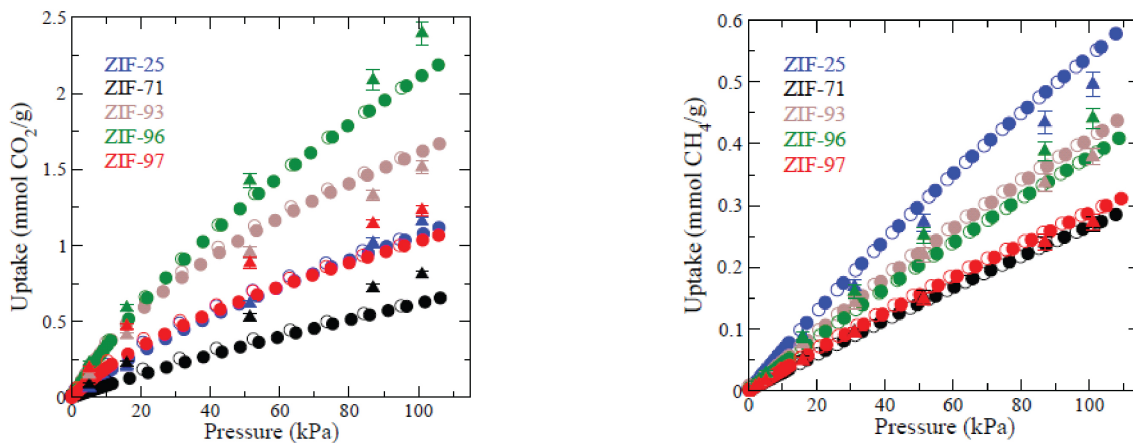 2.5
2
1.5
1
0.5
0
Uptake (mmol CO2/g)
ZIF-25
ZIF-71
ZIF-93
ZIF-96
ZIF-97
0 20 40 60 80 100
Pressure (kPa)
0.6
0.5
0.4
0.3
0.2
0.1
0
Uptake (mmol CH4/g)
ZIF-25
ZIF-71
ZIF-93
ZIF-96
ZIF-97
0 20 40 60 80 100
Pressure (kPa)